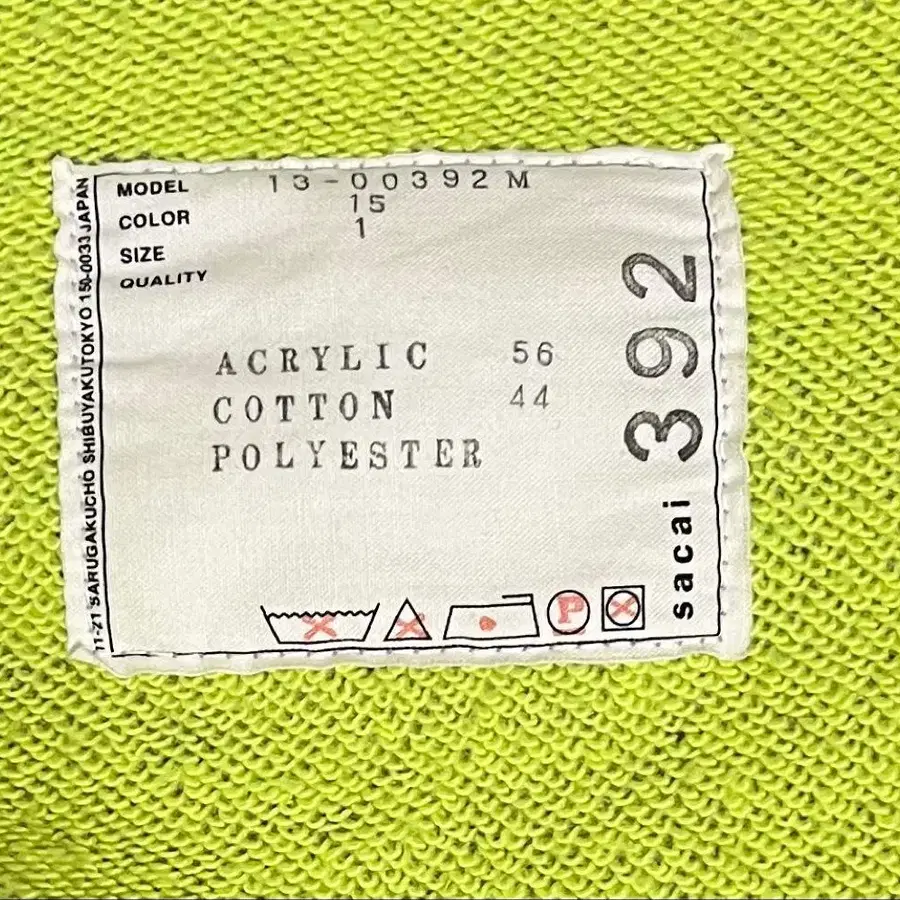 MODEL 13-00392M
COLOR 15
SIZE 1
QUALITY
ACRYLIC 56
COTTON 44
POLYESTER
P
sacai 392
11-21 SARUGAKUCHO SHIBUYAKUTOKYO 150-0033 JAPAN